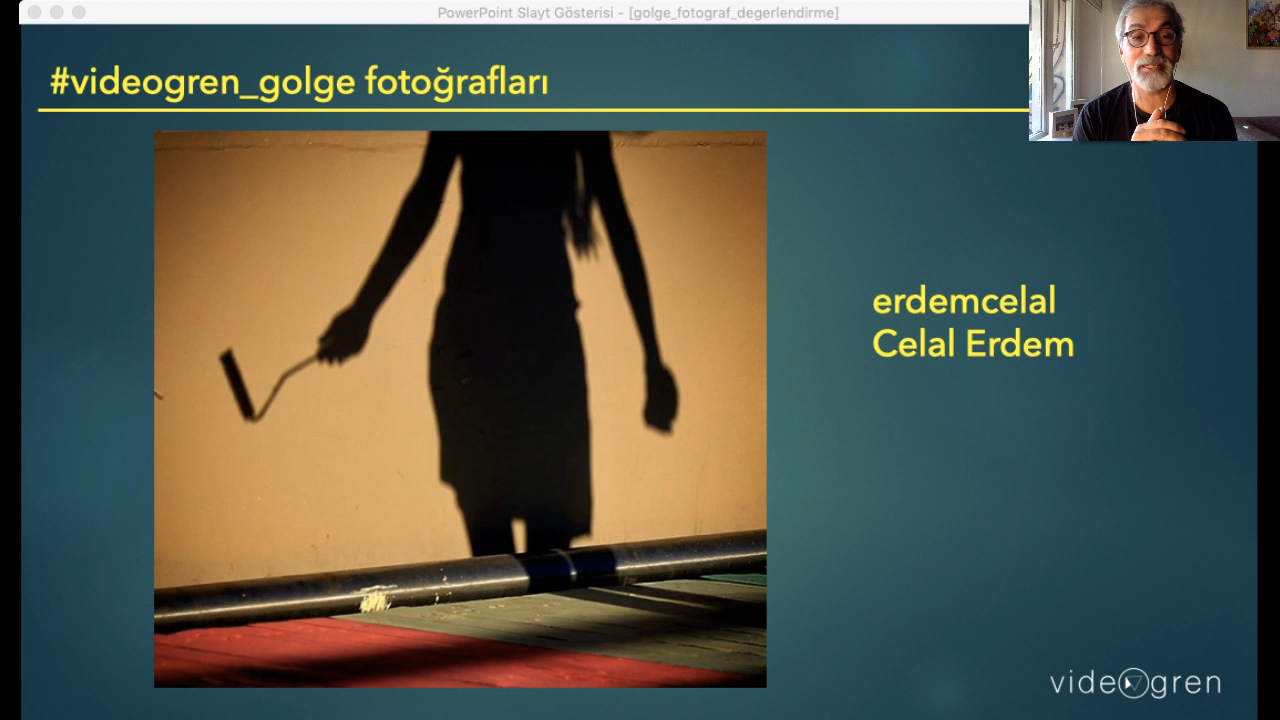 PowerPoint Slayt Gösterisi - [golge_fotograf_degerlendirme]
#videogren_golge fotoğrafları
erdemcelal
Celal Erdem
videogren